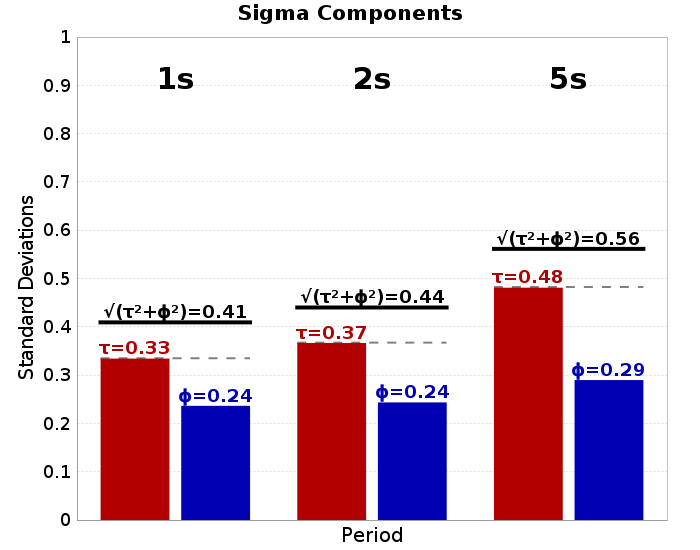 Sigma Components
1s 2s 5s
√(τ²+ϕ²)=0.41 √(τ²+ϕ²)=0.44 √(τ²+ϕ²)=0.56
τ=0.33 τ=0.37 τ=0.48
ϕ=0.24 ϕ=0.24 ϕ=0.29
Standard Deviations
1
0.9
0.8
0.7
0.6
0.5
0.4
0.3
0.2
0.1
0
Period